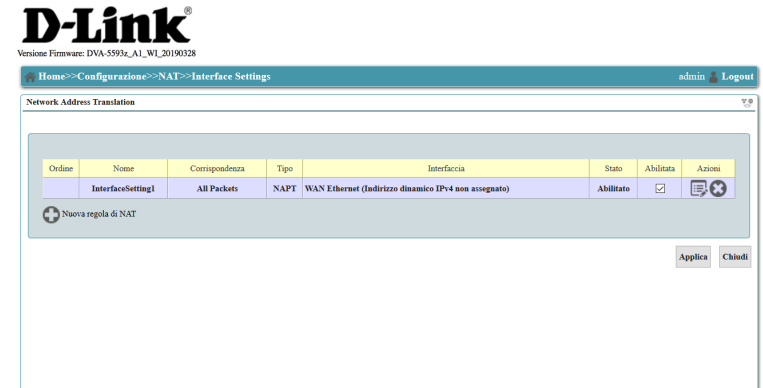 D-Link®
Versione Firmware: DVA-5593z_A1_WI_20190328
Home>>Configurazione>>NAT>>Interface Settings admin Logout
Network Address Translation
Ordine Nome Corrispondenza Tipo Interfaccia Stato Abilitata Azioni
InterfaceSetting1 All Packets NAPT WAN Ethernet (Indirizzo dinamico IPv4 non assegnato) Abilitato
Nuova regola di NAT
Applica Chiudi